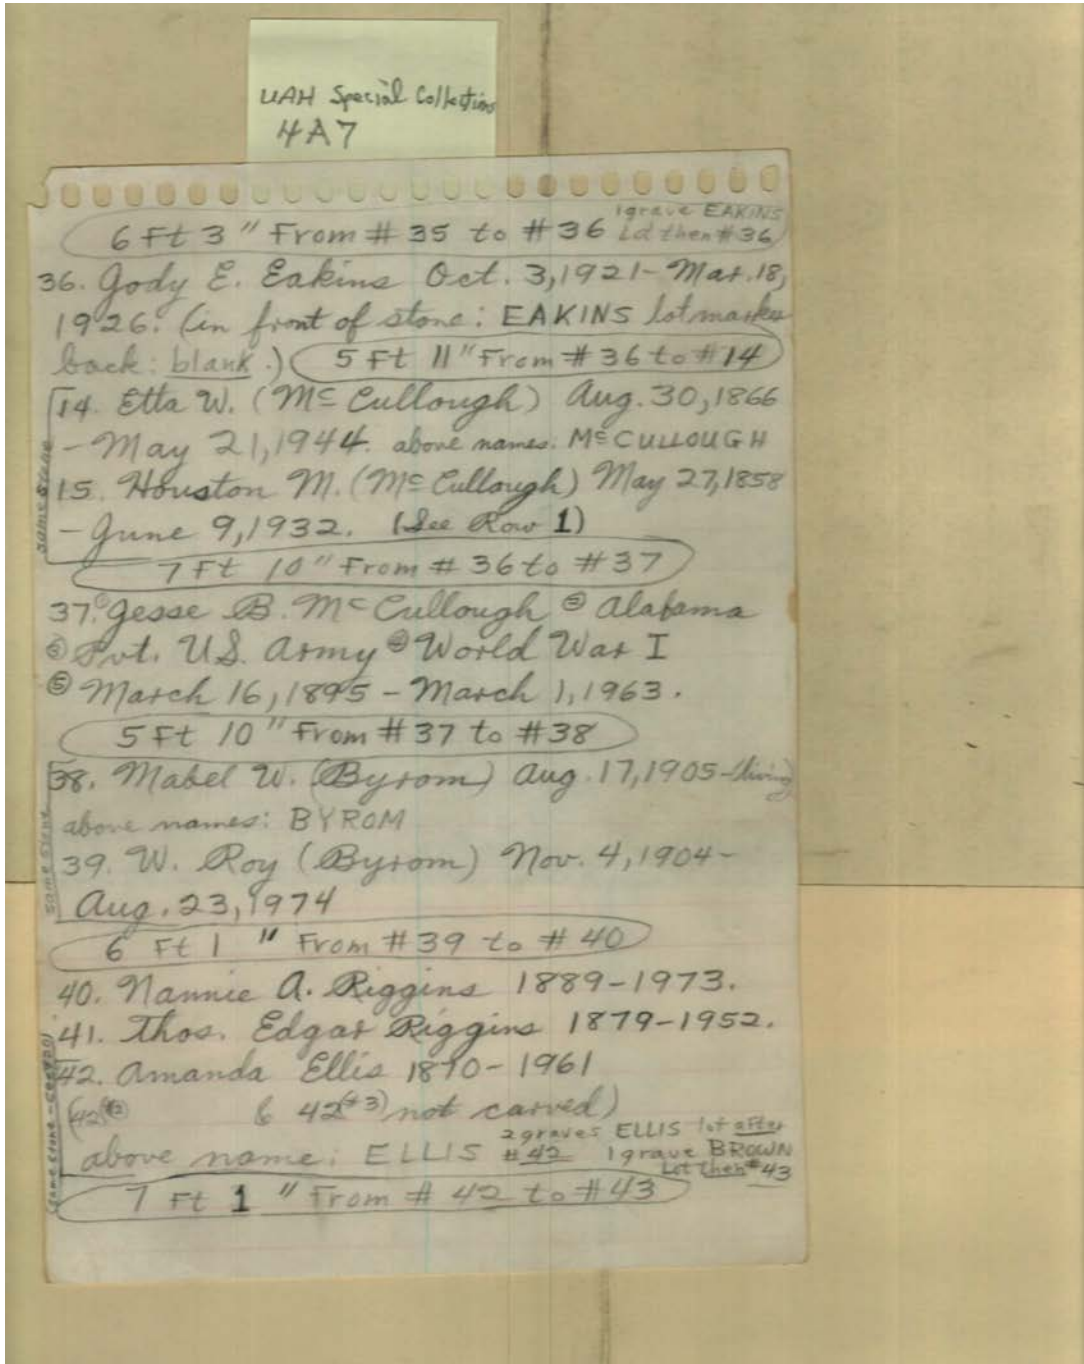 UAH Special Collections
4A7
6 Ft 3 " From # 35 to # 36 1 grave EAKINS
Lot then # 36
36. Jody E. Eakins Oct. 3, 1921 - Mar. 18,
1926. (in front of stone: EAKINS lot marker
back: blank.) 5 Ft 11 " From # 36 to # 14
same stone
14. Etta W. (McCullough) Aug. 30, 1866
- May 21, 1944. above names: McCULLOUGH
15. Houston M. (McCullough) May 27, 1858
- June 9, 1932. (See Row 1)
7 Ft 10 " From # 36 to # 37
37. ① Jesse B. McCullough ② Alabama
③ Pvt. U.S. Army ④ World War I
⑤ March 16, 1895 - March 1, 1963.
5 Ft 10 " From # 37 to # 38
same stone
38. Mabel W. (Byrom) Aug. 17, 1905 - living
above names: BYROM
39. W. Roy (Byrom) Nov. 4, 1904 -
Aug. 23, 1974
6 Ft 1 " From # 39 to # 40
40. Nannie A. Riggins 1889 - 1973.
41. Thos. Edgar Riggins 1879 - 1952.
42. Amanda Ellis 1870 - 1961
(42(#2) & 42(#3) not carved)
above name: ELLIS 2 graves ELLIS lot after
# 42 1 grave BROWN
Lot then # 43
7 Ft 1 " From # 42 to # 43